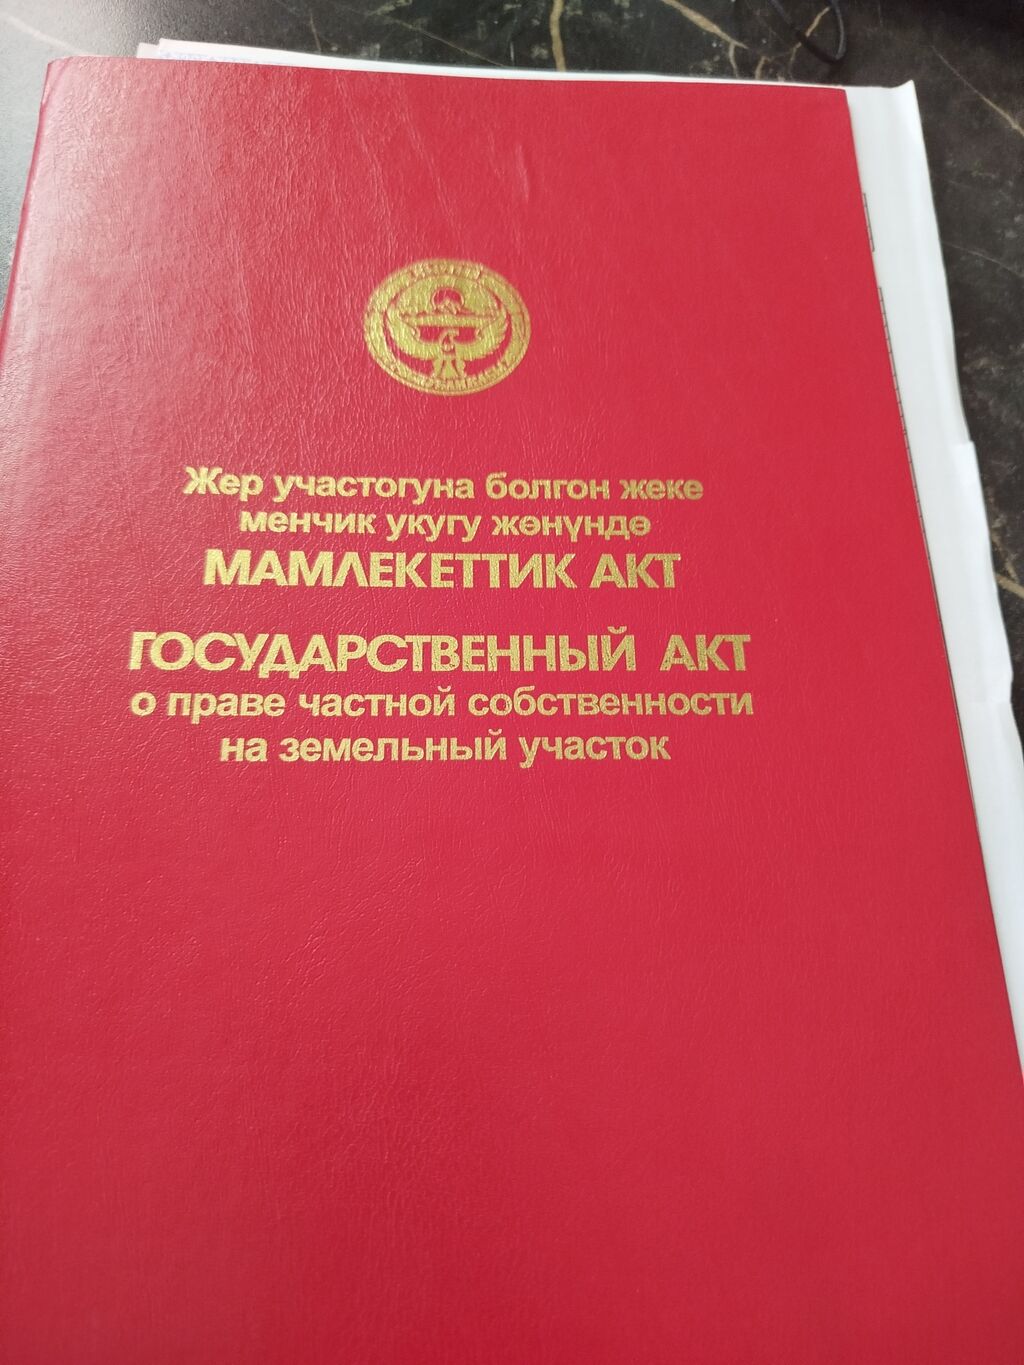 Жер участогуна болгон жеке
менчик укугу жөнүндө
МАМЛЕКЕТТИК АКТ
ГОСУДАРСТВЕННЫЙ АКТ
о праве частной собственности
на земельный участок